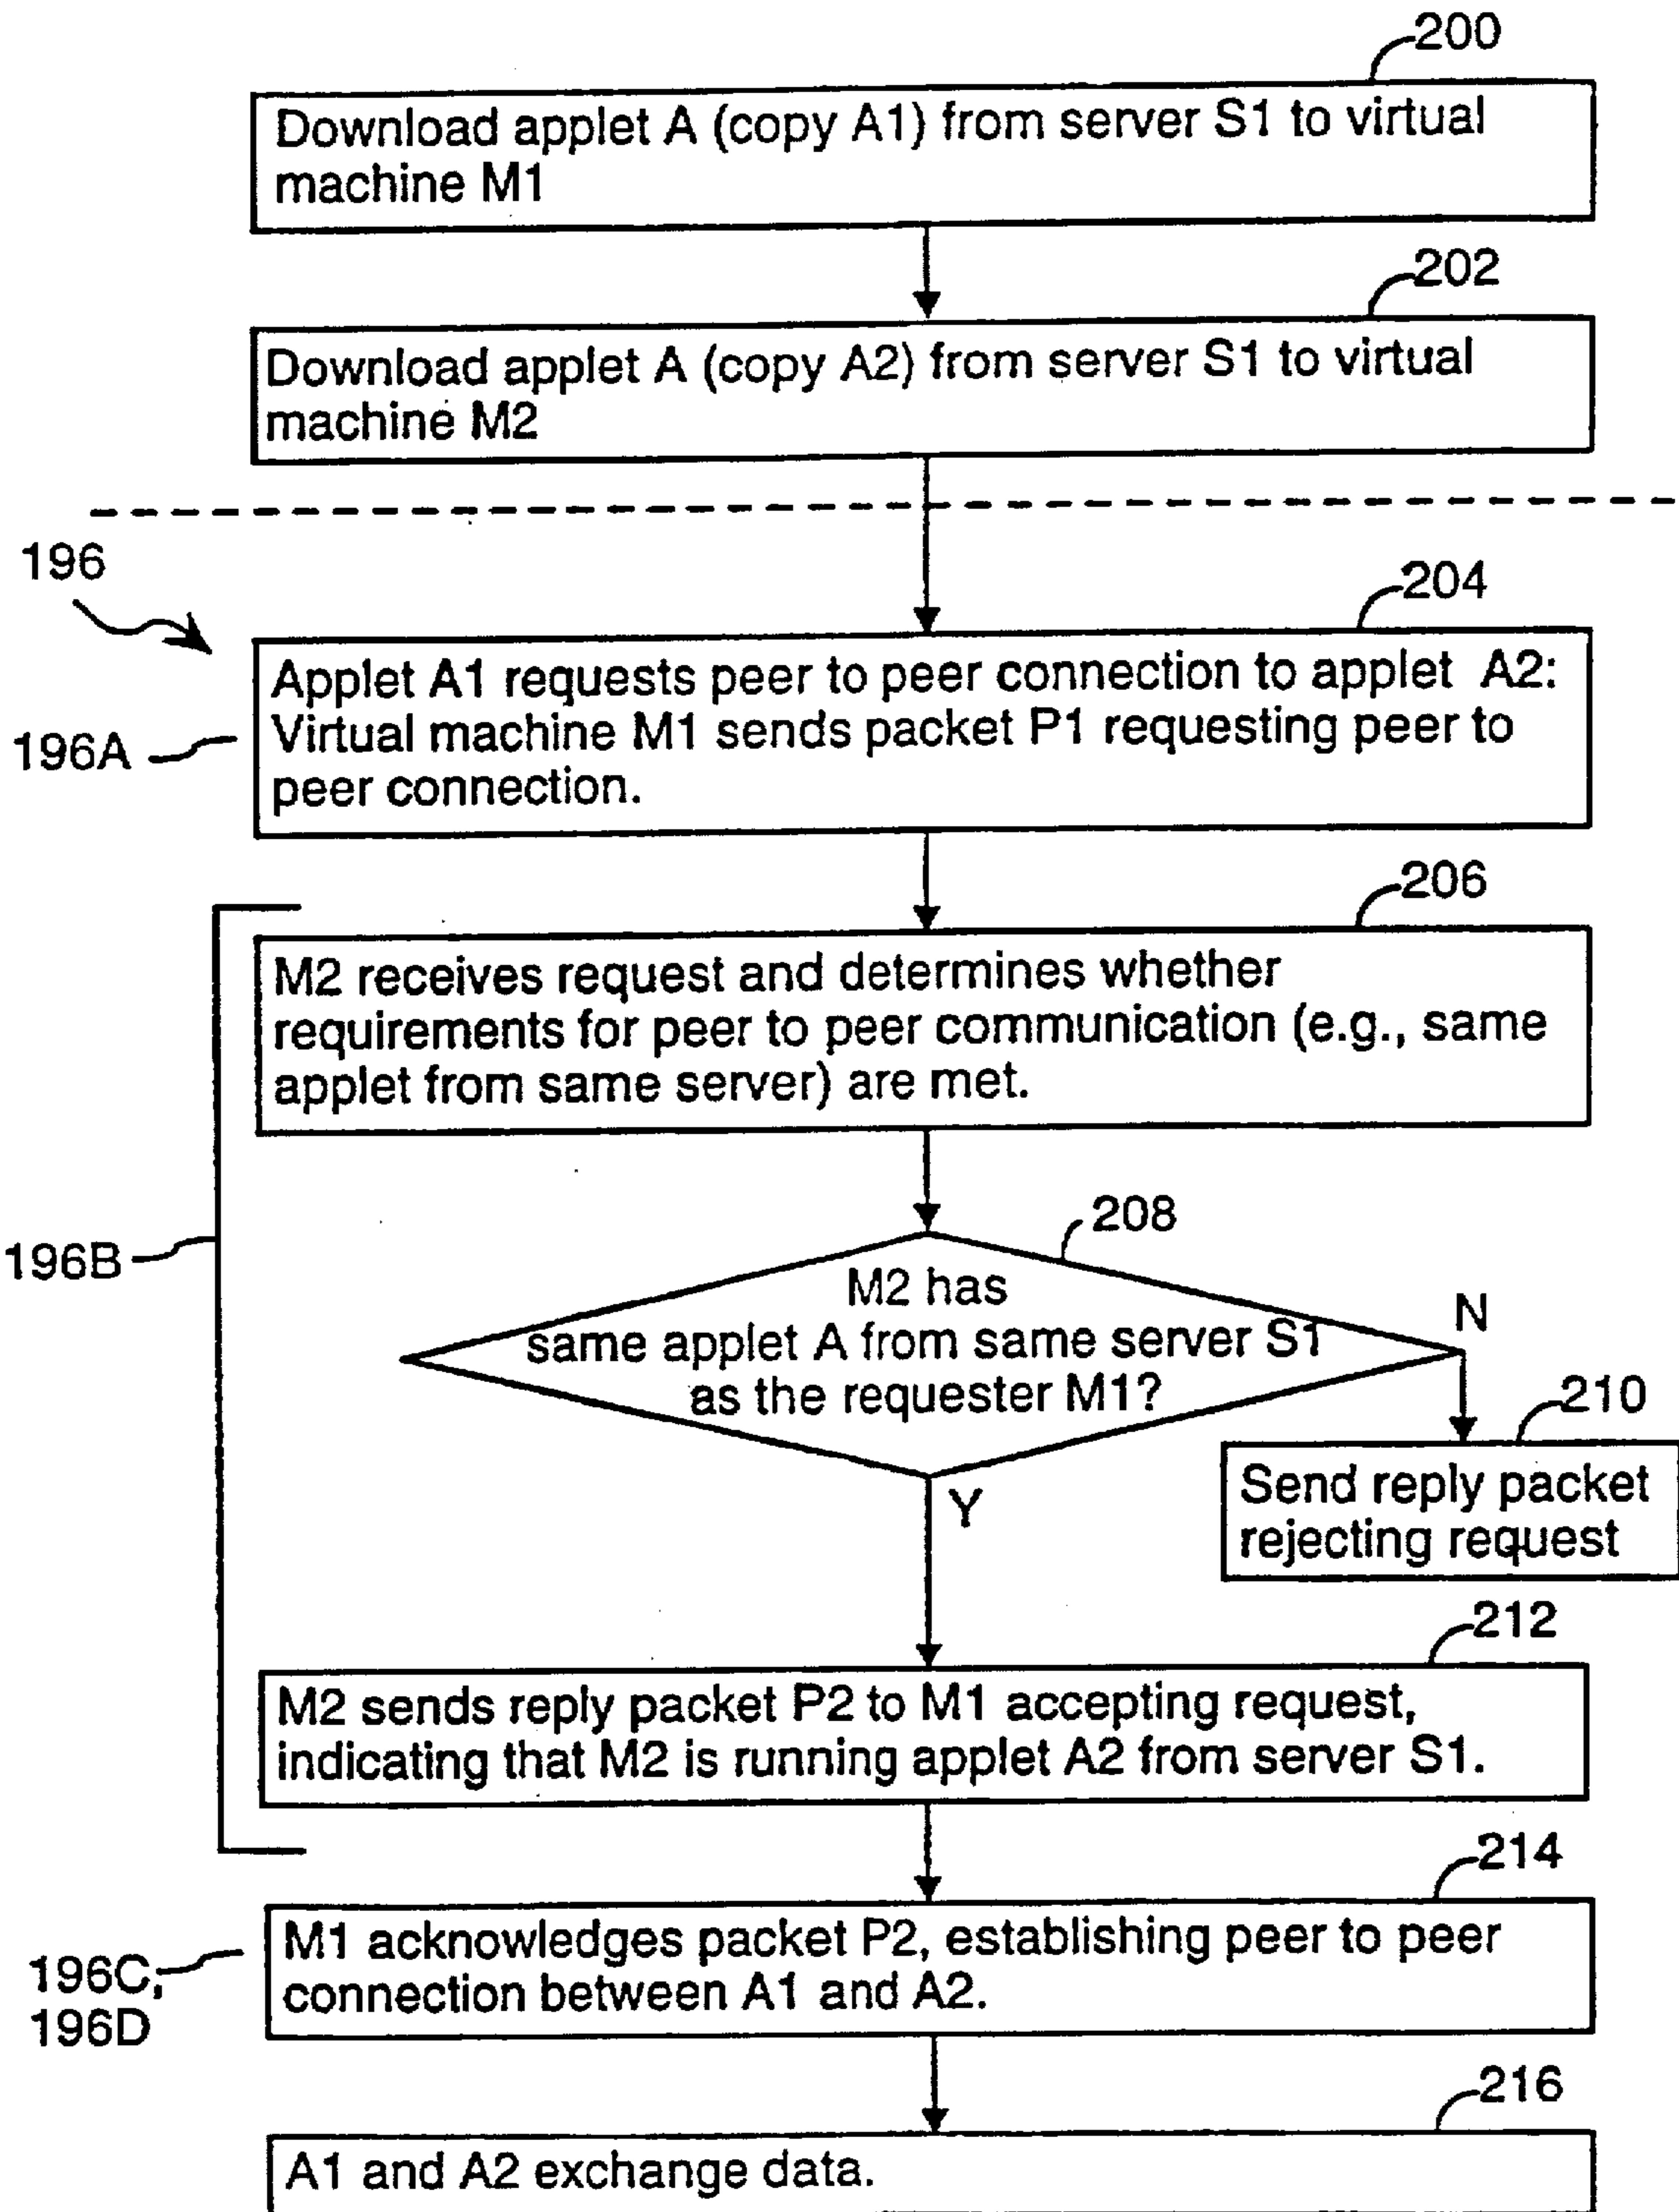 200
Download applet A (copy A1) from server S1 to virtual
machine M1
202
Download applet A (copy A2) from server S1 to virtual
machine M2
196
204
Applet A1 requests peer to peer connection to applet A2:
Virtual machine M1 sends packet P1 requesting peer to
peer connection.
196A
206
M2 receives request and determines whether
requirements for peer to peer communication (e.g., same
applet from same server) are met.
196B
208
M2 has
same applet A from same server S1
as the requester M1?
N
Y
210
Send reply packet
rejecting request
212
M2 sends reply packet P2 to M1 accepting request,
indicating that M2 is running applet A2 from server S1.
214
M1 acknowledges packet P2, establishing peer to peer
connection between A1 and A2.
196C,
196D
216
A1 and A2 exchange data.